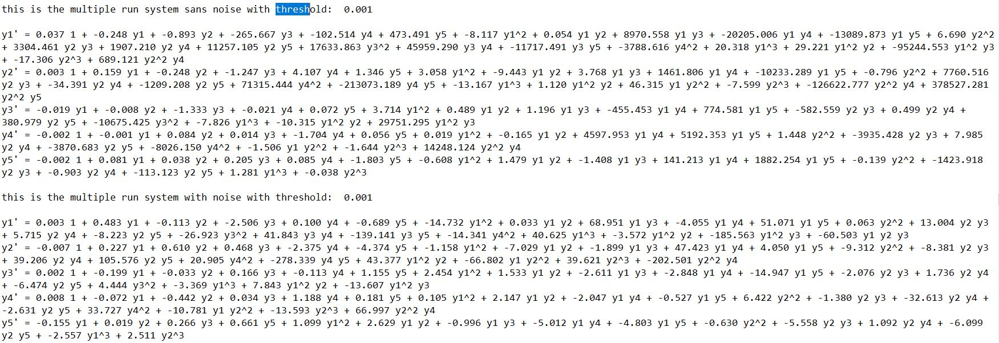 this is the multiple run system sans noise with threshold:  0.001
y1' = 0.037 1 + -0.248 y1 + -0.893 y2 + -265.667 y3 + -102.514 y4 + 473.491 y5 + -8.117 y1^2 + 0.054 y1 y2 + 8970.558 y1 y3 + -20205.006 y1 y4 + -13089.873 y1 y5 + 6.690 y2^2
+ 3304.461 y2 y3 + 1907.210 y2 y4 + 11257.105 y2 y5 + 17633.863 y3^2 + 45959.290 y3 y4 + -11717.491 y3 y5 + -3788.616 y4^2 + 20.318 y1^3 + 29.221 y1^2 y2 + -95244.553 y1^2 y3
+ -17.306 y2^3 + 689.121 y2^2 y4
y2' = 0.003 1 + 0.159 y1 + -0.248 y2 + -1.247 y3 + 4.107 y4 + 1.346 y5 + 3.058 y1^2 + -9.443 y1 y2 + 3.768 y1 y3 + 1461.806 y1 y4 + -10233.289 y1 y5 + -0.796 y2^2 + 7760.516
y2 y3 + -34.391 y2 y4 + -1209.208 y2 y5 + 71315.444 y4^2 + -213073.189 y4 y5 + -13.167 y1^3 + 1.120 y1^2 y2 + 46.315 y1 y2^2 + -7.599 y2^3 + -126622.777 y2^2 y4 + 378527.281
y2^2 y5
y3' = -0.019 y1 + -0.008 y2 + -1.333 y3 + -0.021 y4 + 0.072 y5 + 3.714 y1^2 + 0.489 y1 y2 + 1.196 y1 y3 + -455.453 y1 y4 + 774.581 y1 y5 + -582.559 y2 y3 + 0.499 y2 y4 +
380.979 y2 y5 + -10675.425 y3^2 + -7.826 y1^3 + -10.315 y1^2 y2 + 29751.295 y1^2 y3
y4' = -0.002 1 + -0.001 y1 + 0.084 y2 + 0.014 y3 + -1.704 y4 + 0.056 y5 + 0.019 y1^2 + -0.165 y1 y2 + 4597.953 y1 y4 + 5192.353 y1 y5 + 1.448 y2^2 + -3935.428 y2 y3 + 7.985
y2 y4 + -3870.683 y2 y5 + -8026.150 y4^2 + -1.506 y1 y2^2 + -1.644 y2^3 + 14248.124 y2^2 y4
y5' = -0.002 1 + 0.081 y1 + 0.038 y2 + 0.205 y3 + 0.085 y4 + -1.803 y5 + -0.608 y1^2 + 1.479 y1 y2 + -1.408 y1 y3 + 141.213 y1 y4 + 1882.254 y1 y5 + -0.139 y2^2 + -1423.918
y2 y3 + -0.903 y2 y4 + -113.123 y2 y5 + 1.281 y1^3 + -0.038 y2^3
this is the multiple run system with noise with threshold:  0.001
y1' = 0.003 1 + 0.483 y1 + -0.113 y2 + -2.506 y3 + 0.100 y4 + -0.689 y5 + -14.732 y1^2 + 0.033 y1 y2 + 68.951 y1 y3 + -4.055 y1 y4 + 51.071 y1 y5 + 0.063 y2^2 + 13.004 y2 y3
+ 5.715 y2 y4 + -8.223 y2 y5 + -26.923 y3^2 + 41.843 y3 y4 + -139.141 y3 y5 + -14.341 y4^2 + 40.625 y1^3 + -3.572 y1^2 y2 + -185.563 y1^2 y3 + -60.503 y1 y2 y3
y2' = -0.007 1 + 0.227 y1 + 0.610 y2 + 0.468 y3 + -2.375 y4 + -4.374 y5 + -1.158 y1^2 + -7.029 y1 y2 + -1.899 y1 y3 + 47.423 y1 y4 + 4.050 y1 y5 + -9.312 y2^2 + -8.381 y2 y3
+ 39.206 y2 y4 + 105.576 y2 y5 + 20.905 y4^2 + -278.339 y4 y5 + 43.377 y1^2 y2 + -66.802 y1 y2^2 + 39.621 y2^3 + -202.501 y2^2 y4
y3' = 0.002 1 + -0.199 y1 + -0.033 y2 + 0.166 y3 + -0.113 y4 + 1.155 y5 + 2.454 y1^2 + 1.533 y1 y2 + -2.611 y1 y3 + -2.848 y1 y4 + -14.947 y1 y5 + -2.076 y2 y3 + 1.736 y2 y4
+ -6.474 y2 y5 + 4.444 y3^2 + -3.369 y1^3 + 7.843 y1^2 y2 + -13.607 y1^2 y3
y4' = 0.008 1 + -0.072 y1 + -0.442 y2 + 0.034 y3 + 1.188 y4 + 0.181 y5 + 0.105 y1^2 + 2.147 y1 y2 + -2.047 y1 y4 + -0.527 y1 y5 + 6.422 y2^2 + -1.380 y2 y3 + -32.613 y2 y4 +
-2.631 y2 y5 + 33.727 y4^2 + -10.781 y1 y2^2 + -13.593 y2^3 + 66.997 y2^2 y4
y5' = -0.155 y1 + 0.019 y2 + 0.266 y3 + 0.661 y5 + 1.099 y1^2 + 2.629 y1 y2 + -0.996 y1 y3 + -5.012 y1 y4 + -4.803 y1 y5 + -0.630 y2^2 + -5.558 y2 y3 + 1.092 y2 y4 + -6.099
y2 y5 + -2.557 y1^3 + 2.511 y2^3